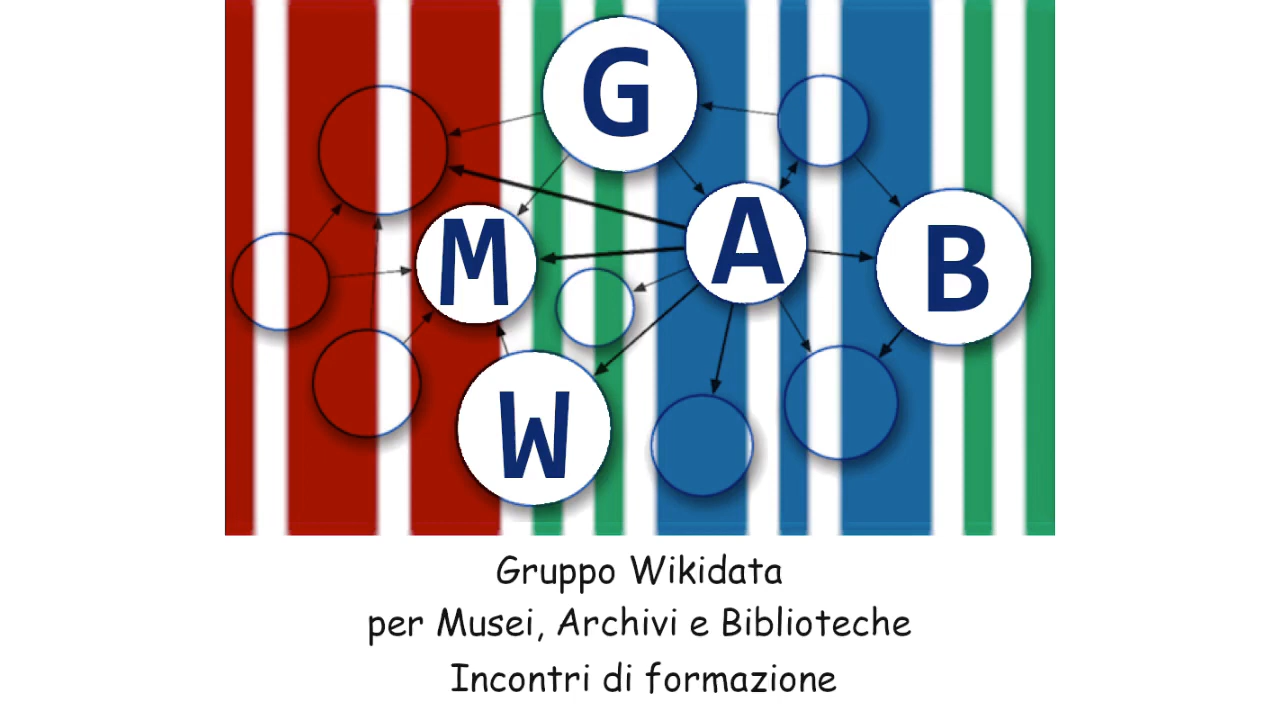 G
A
B
M
W
Gruppo Wikidata
per Musei, Archivi e Biblioteche
Incontri di formazione